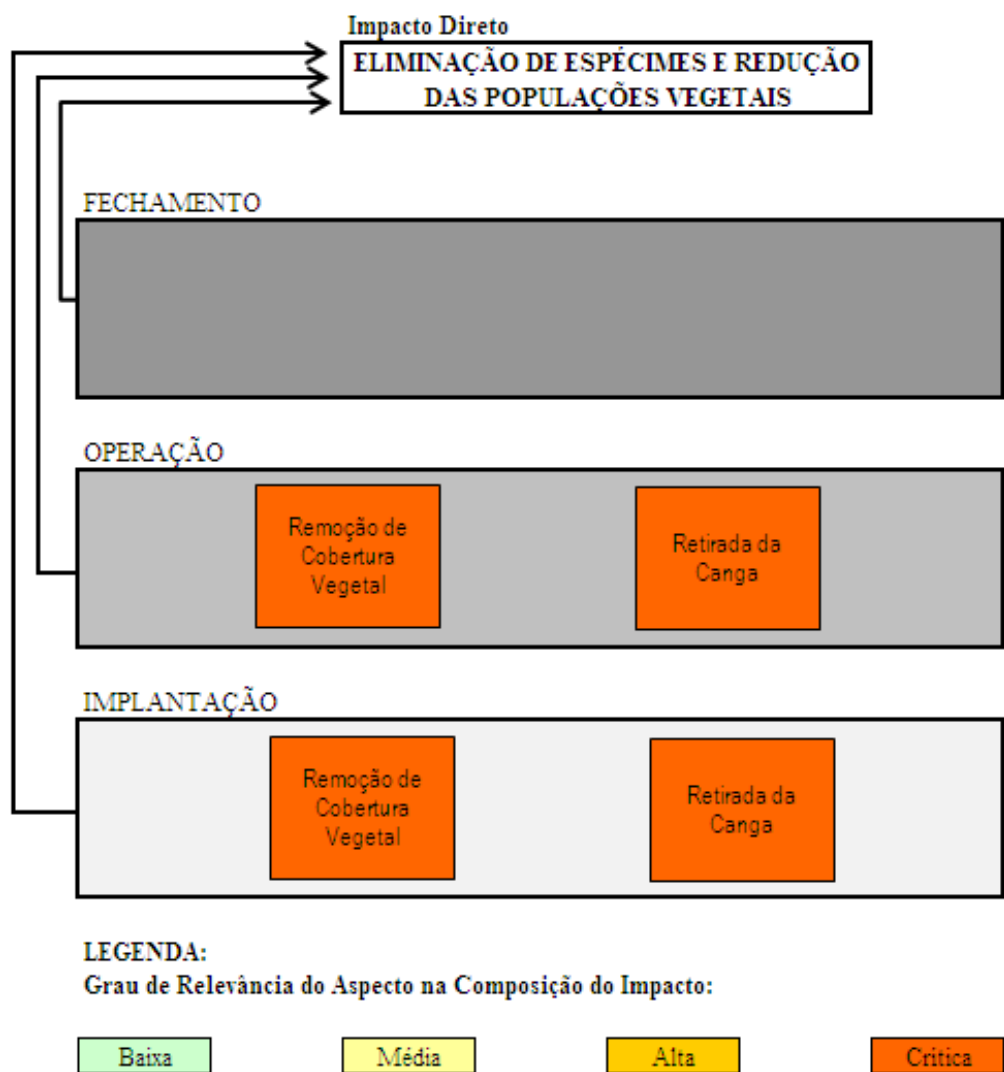 Impacto Direto
ELIMINAÇÃO DE ESPÉCIMES E REDUÇÃO
DAS POPULAÇÕES VEGETAIS
FECHAMENTO
OPERAÇÃO
Remoção de
Cobertura
Vegetal
Retirada da
Canga
IMPLANTAÇÃO
Remoção de
Cobertura
Vegetal
Retirada da
Canga
LEGENDA:
Grau de Relevância do Aspecto na Composição do Impacto:
Baixa
Média
Alta
Crítica